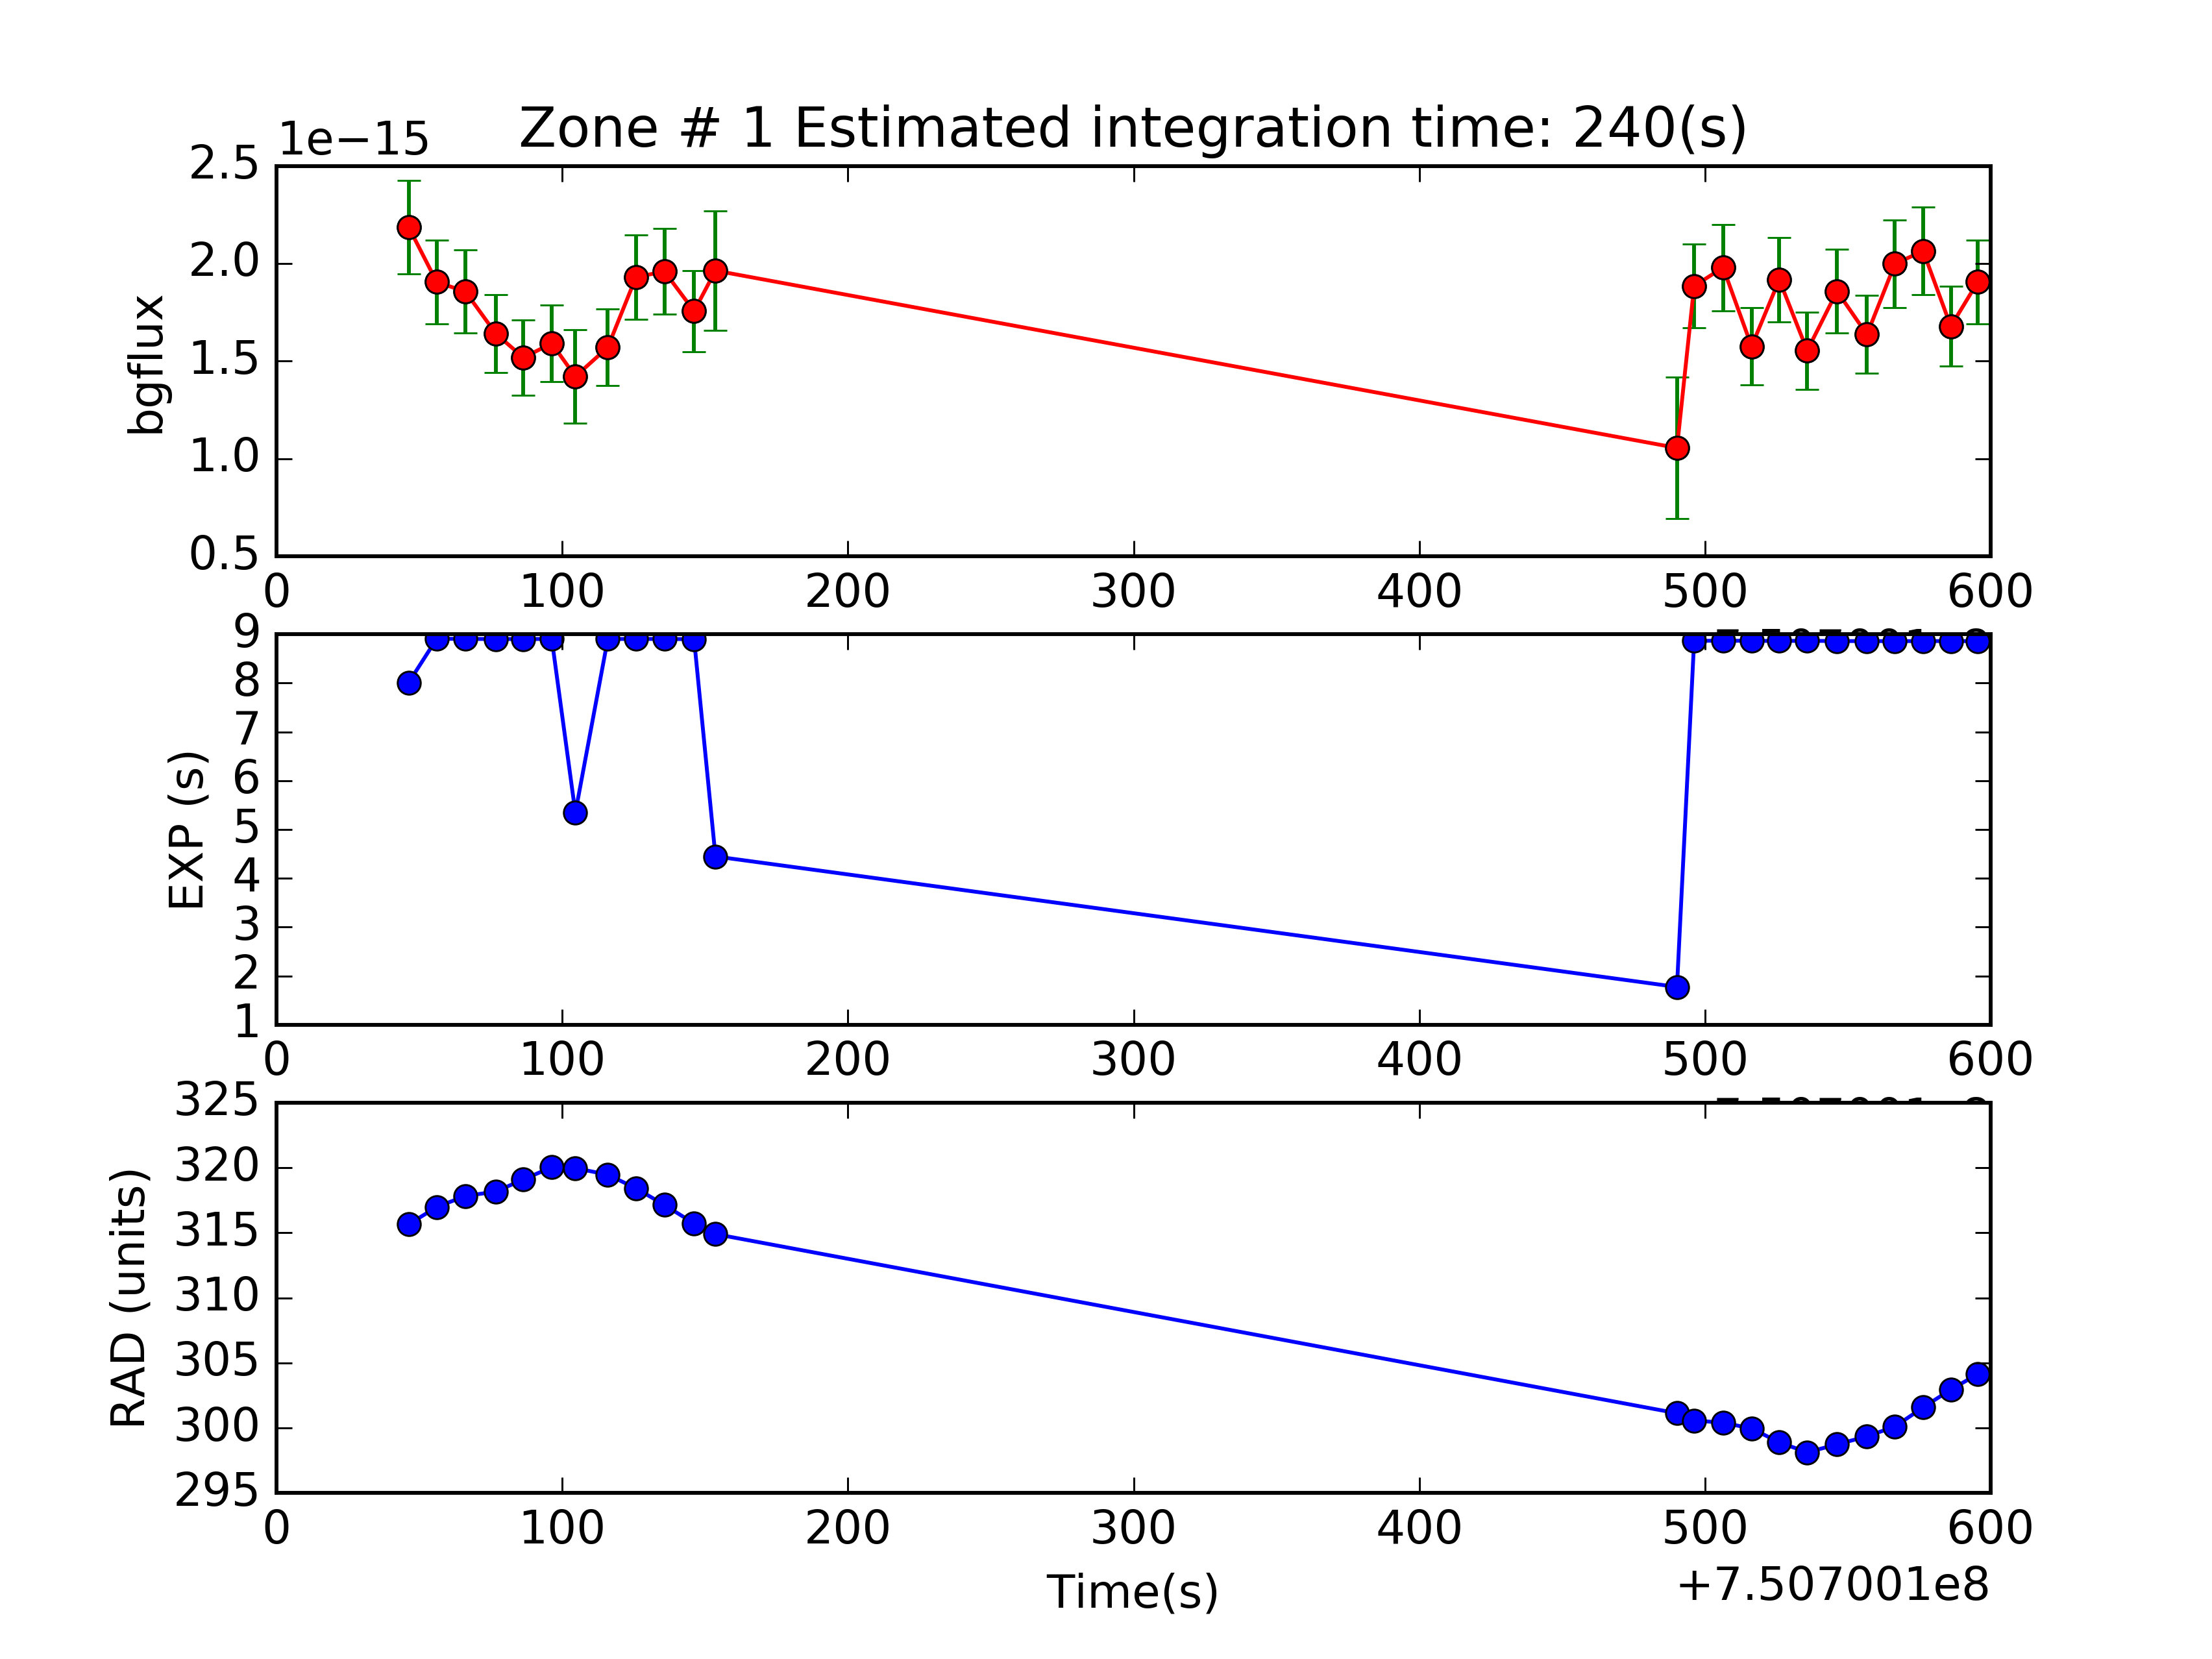 1e−15
Zone # 1 Estimated integration time: 240(s)
2.5
2.0
1.5
1.0
0.5
bgflux
0 100 200 300 400 500 600
9
8
7
6
5
4
3
2
1
EXP (s)
0 100 200 300 400 500 600
325
320
315
310
305
300
295
RAD (units)
0 100 200 300 400 500 600
Time(s)
+7.507001e8